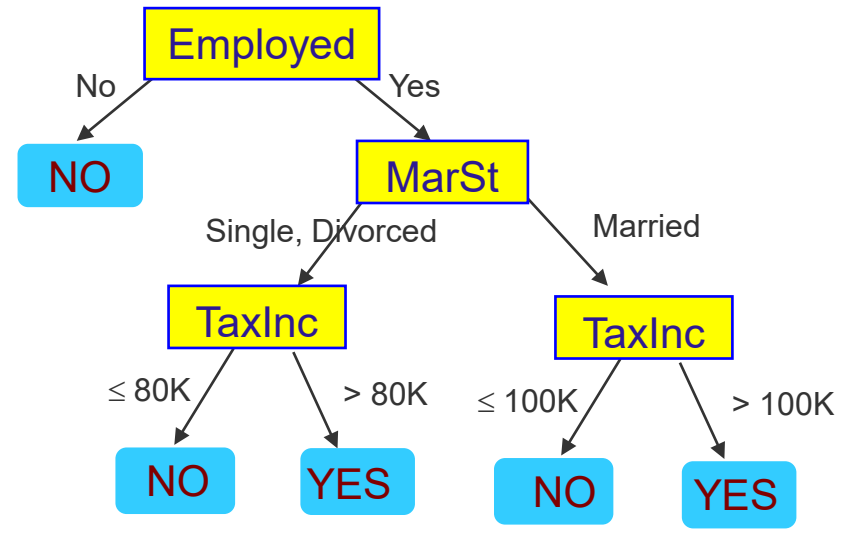 Employed
No
Yes
NO
MarSt
Single, Divorced
Married
TaxInc
TaxInc
≤ 80K
> 80K
≤ 100K
> 100K
NO
YES
NO
YES